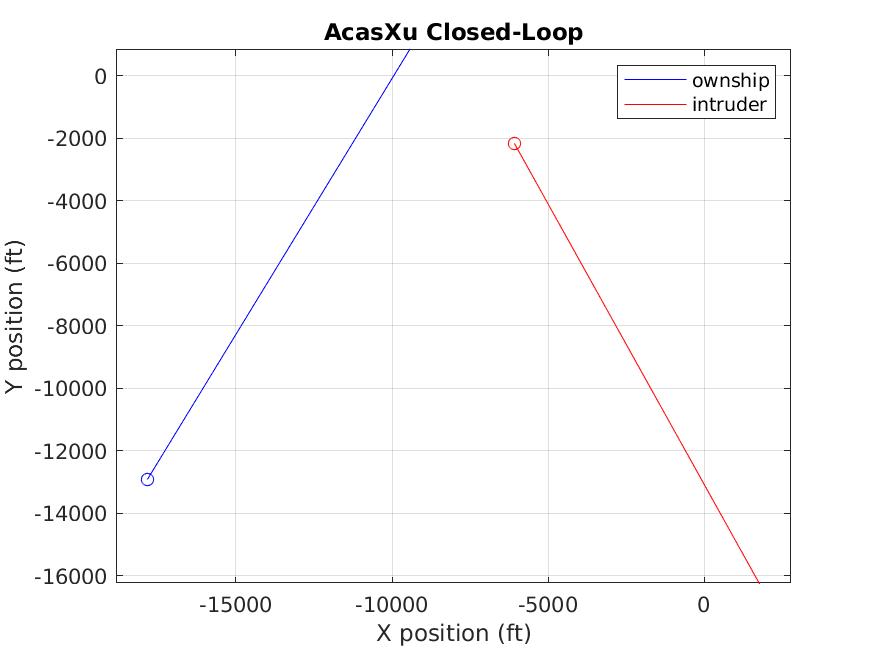 AcasXu Closed-Loop
ownship
intruder
0
-2000
-4000
-6000
-8000
-10000
-12000
-14000
-16000
Y position (ft)
-15000
-10000
-5000
0
X position (ft)